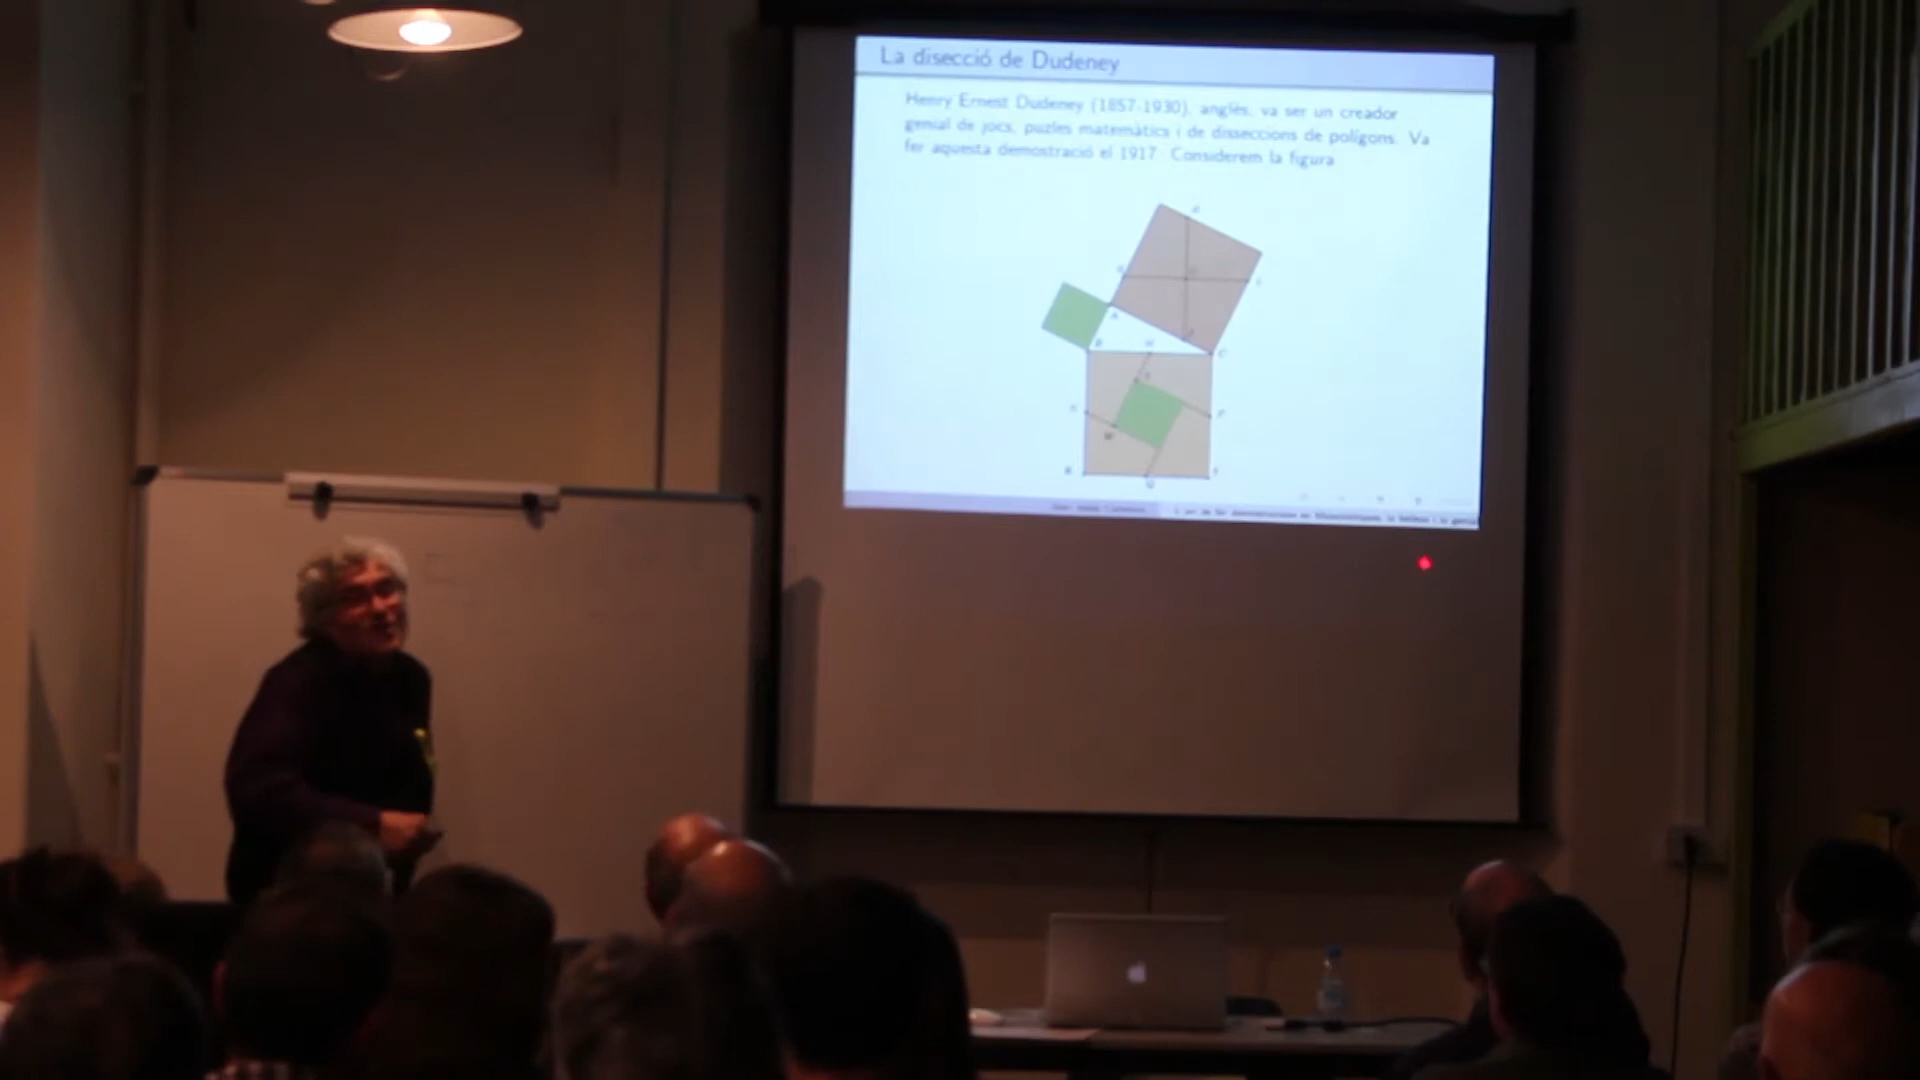 La disecció de Dudeney
Henry Ernest Dudeney (1857-1930), anglès, va ser un creador
genial de jocs, puzles matemàtics i de disseccions de polígons. Va
fer aquesta demostració el 1917. Considerem la figura
A
B
C